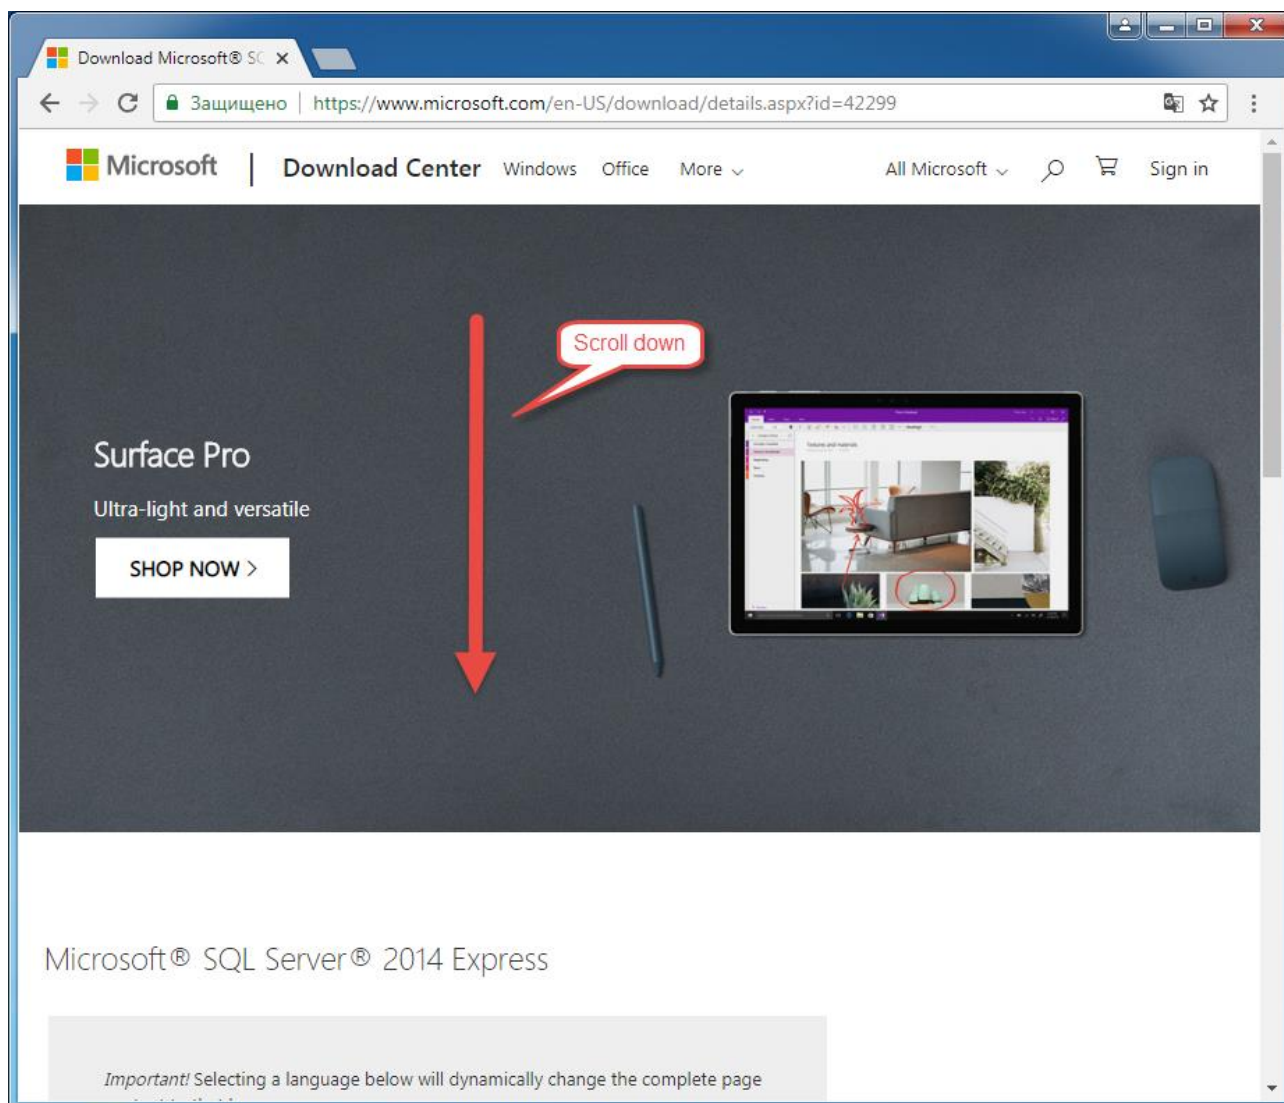 Download Microsoft® SC
Защищено | https://www.microsoft.com/en-US/download/details.aspx?id=42299
Microsoft | Download Center Windows Office More All Microsoft Sign in
Scroll down
Surface Pro
Ultra-light and versatile
SHOP NOW >
Microsoft® SQL Server® 2014 Express
Important! Selecting a language below will dynamically change the complete page